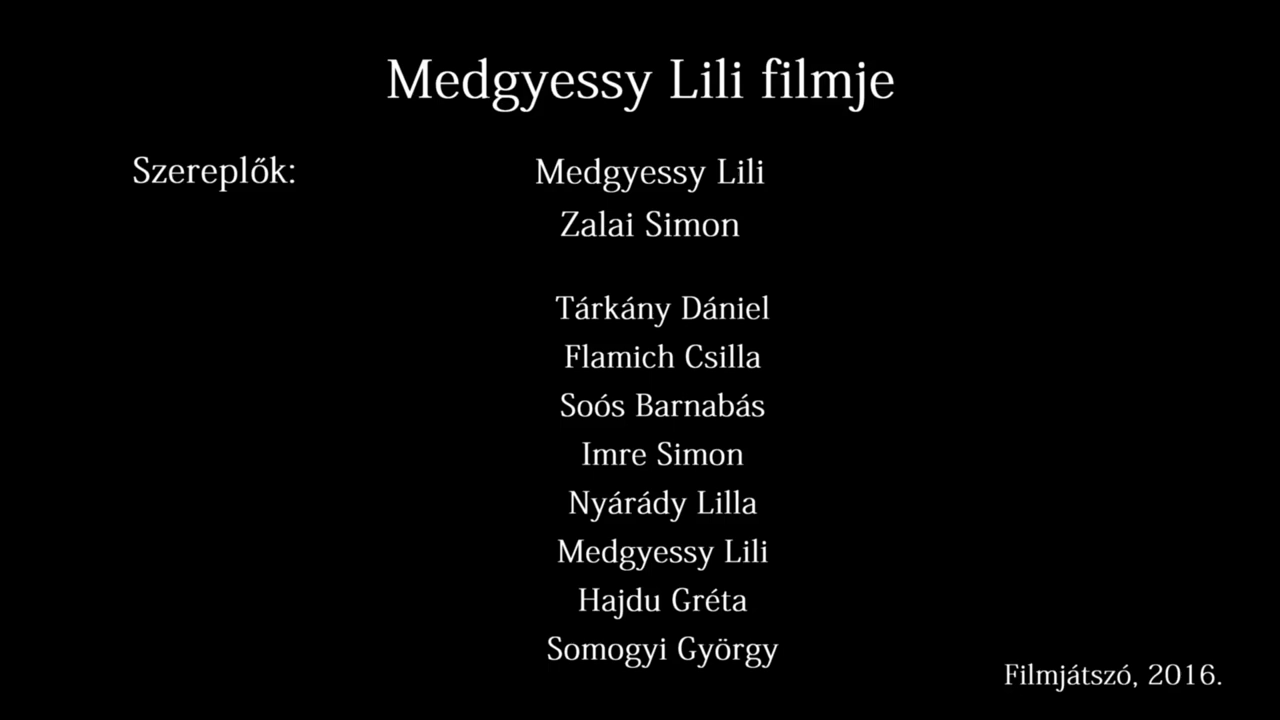 Medgyessy Lili filmje
Szereplők:
Medgyessy Lili
Zalai Simon
Tárkány Dániel
Flamich Csilla
Soós Barnabás
Imre Simon
Nyárády Lilla
Medgyessy Lili
Hajdu Gréta
Somogyi György
Filmjátszó, 2016.